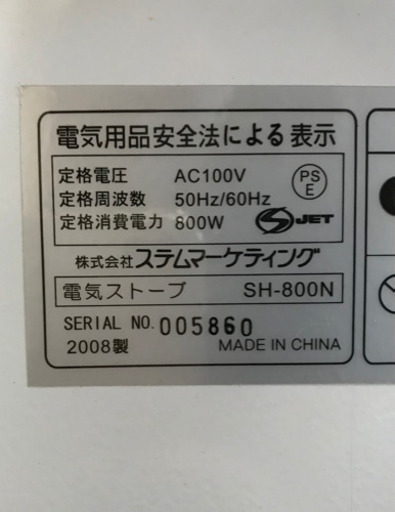 電気用品安全法による表示
定格電圧 AC100V
PS
E
定格周波数 50Hz/60Hz
定格消費電力 800W
S JET
株式会社ステムマーケティング
電気ストーブ SH-800N
SERIAL NO. 005860
2008製 MADE IN CHINA